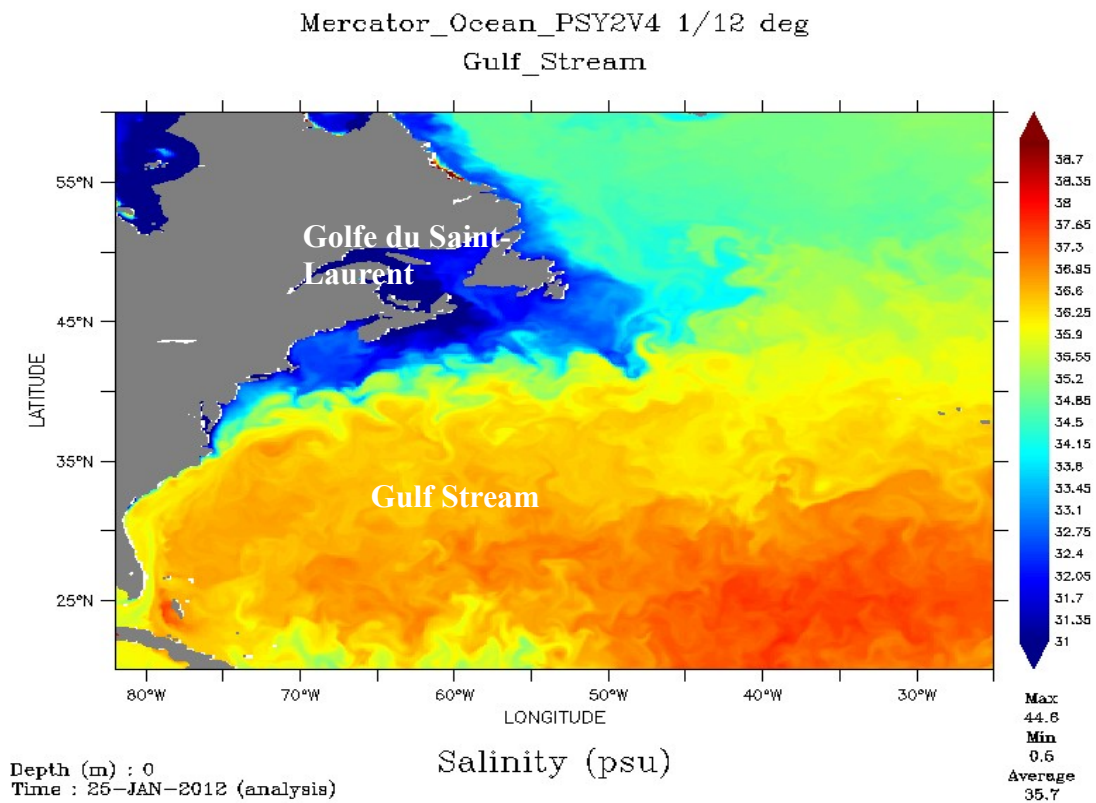 Mercator_Ocean_PSY2V4 1/12 deg
Gulf_Stream
55°N
45°N
35°N
25°N
LATITUDE
Golfe du Saint-
Laurent
Gulf Stream
80°W 70°W 60°W 50°W 40°W 30°W
LONGITUDE
38.7
38.35
38
37.65
37.3
36.95
36.6
36.25
35.9
35.55
35.2
34.85
34.5
34.15
33.8
33.45
33.1
32.75
32.4
32.05
31.7
31.35
31
Max
44.6
Min
0.6
Average
35.7
Salinity (psu)
Depth (m) : 0
Time : 25-JAN-2012 (analysis)